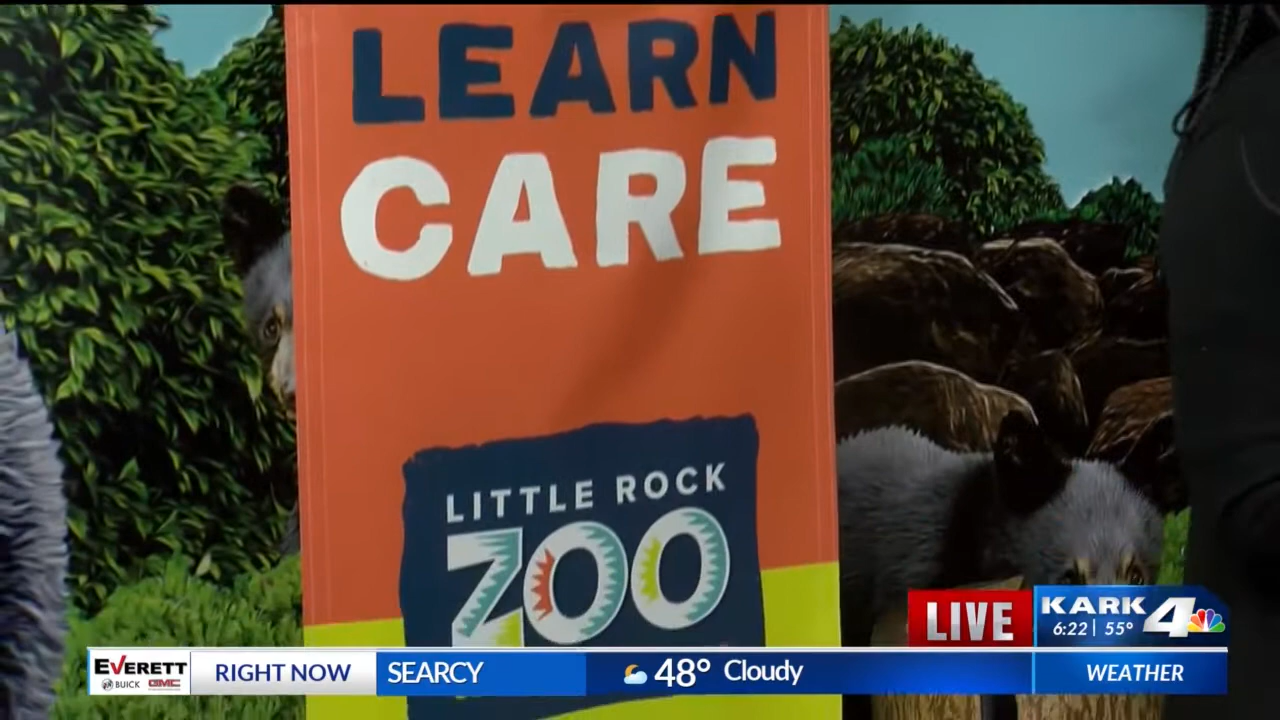 LEARN
CARE
LITTLE ROCK
ZOO
LIVE
KARK 4
6:22 | 55°
EVERETT
BUICK GMC
RIGHT NOW
SEARCY
48° Cloudy
WEATHER